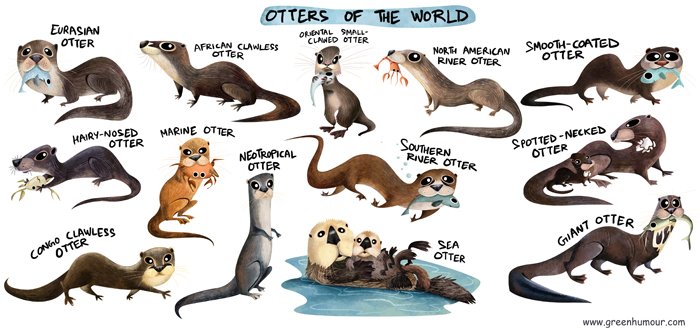 OTTERS OF THE WORLD
EURASIAN
OTTER
AFRICAN CLAWLESS
OTTER
ORIENTAL SMALL-
CLAWED OTTER
NORTH AMERICAN
RIVER OTTER
SMOOTH-COATED
OTTER
HAIRY-NOSED
OTTER
MARINE OTTER
NEOTROPICAL
OTTER
SOUTHERN
RIVER OTTER
SPOTTED-NECKED
OTTER
CONGO CLAWLESS
OTTER
SEA
OTTER
GIANT OTTER
www.greenhumour.com